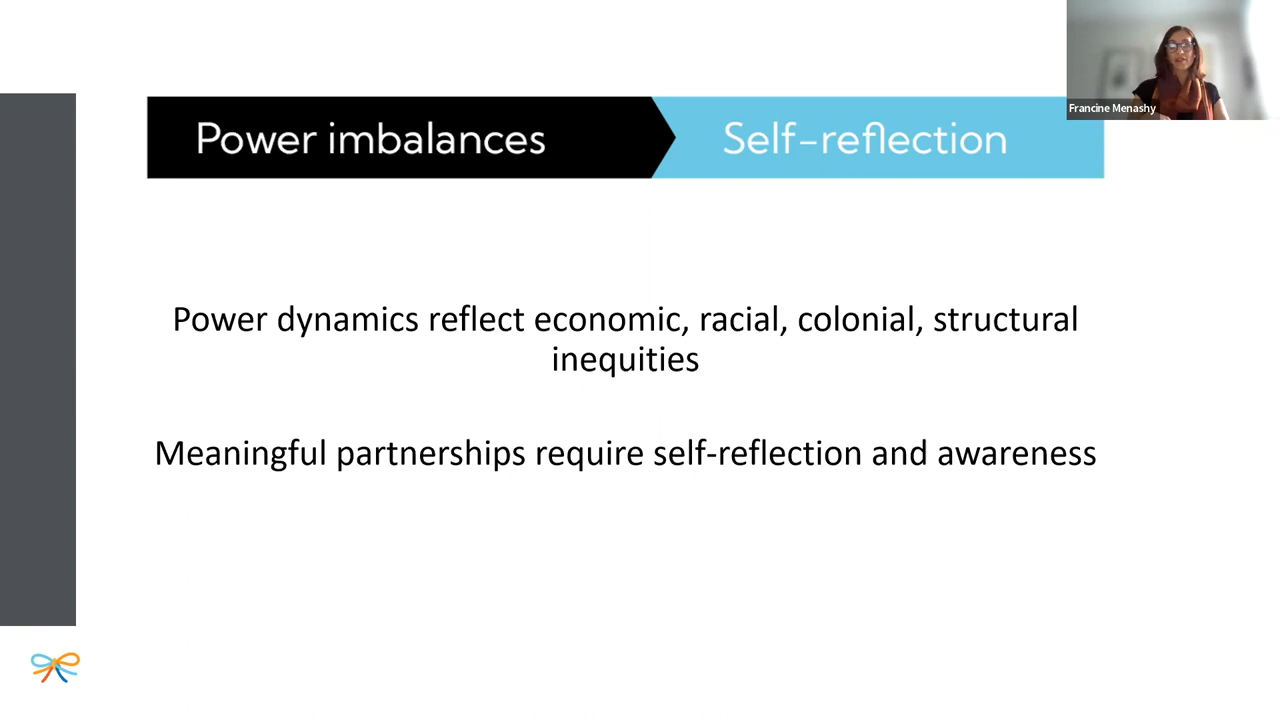 Francine Menashy
Power imbalances
Self-reflection
Power dynamics reflect economic, racial, colonial, structural
inequities
Meaningful partnerships require self-reflection and awareness